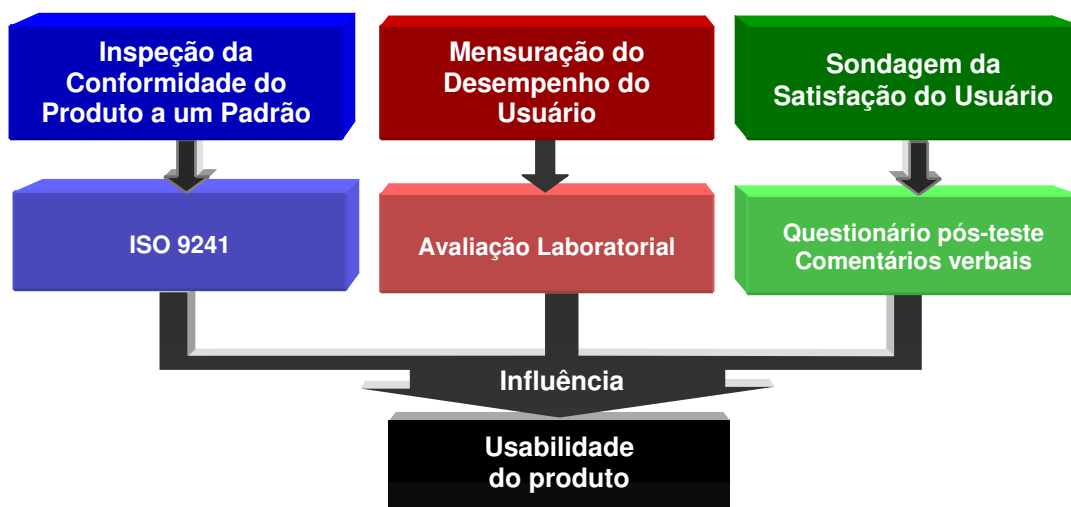 Inspeção da
Conformidade do
Produto a um Padrão
Mensuração do
Desempenho do
Usuário
Sondagem da
Satisfação do Usuário
ISO 9241
Avaliação Laboratorial
Questionário pós-teste
Comentários verbais
Influência
Usabilidade
do produto